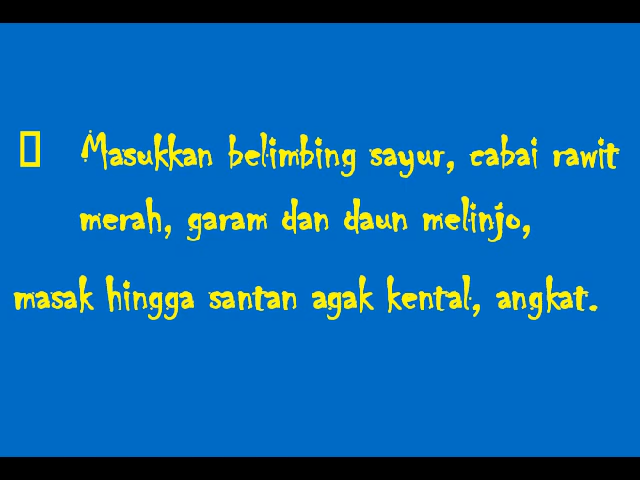 Masukkan belimbing sayur, cabai rawit
merah, garam dan daun melinjo,
masak hingga santan agak kental, angkat.